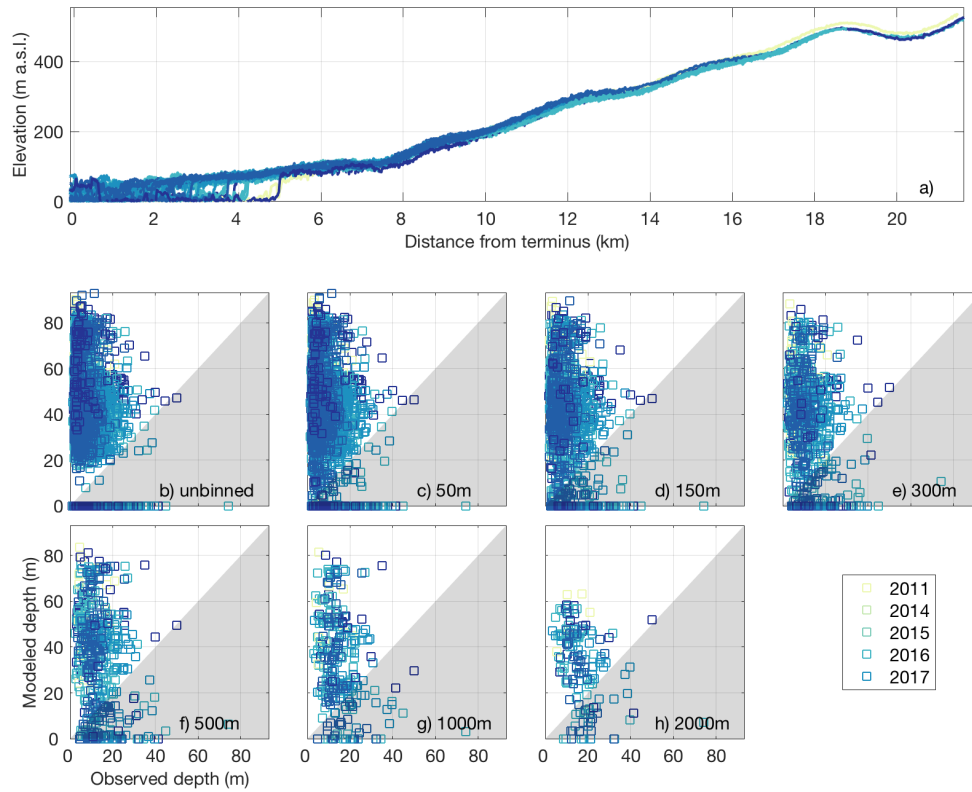 Elevation (m a.s.l.)
400
200
0
a)
0 2 4 6 8 10 12 14 16 18 20
Distance from terminus (km)
80
60
40
20
0
b) unbinned
c) 50m
d) 150m
e) 300m
Modeled depth (m)
80
60
40
20
0
f) 500m
g) 1000m
h) 2000m
0 20 40 60 80
0 20 40 60 80
0 20 40 60 80
Observed depth (m)
2011
2014
2015
2016
2017